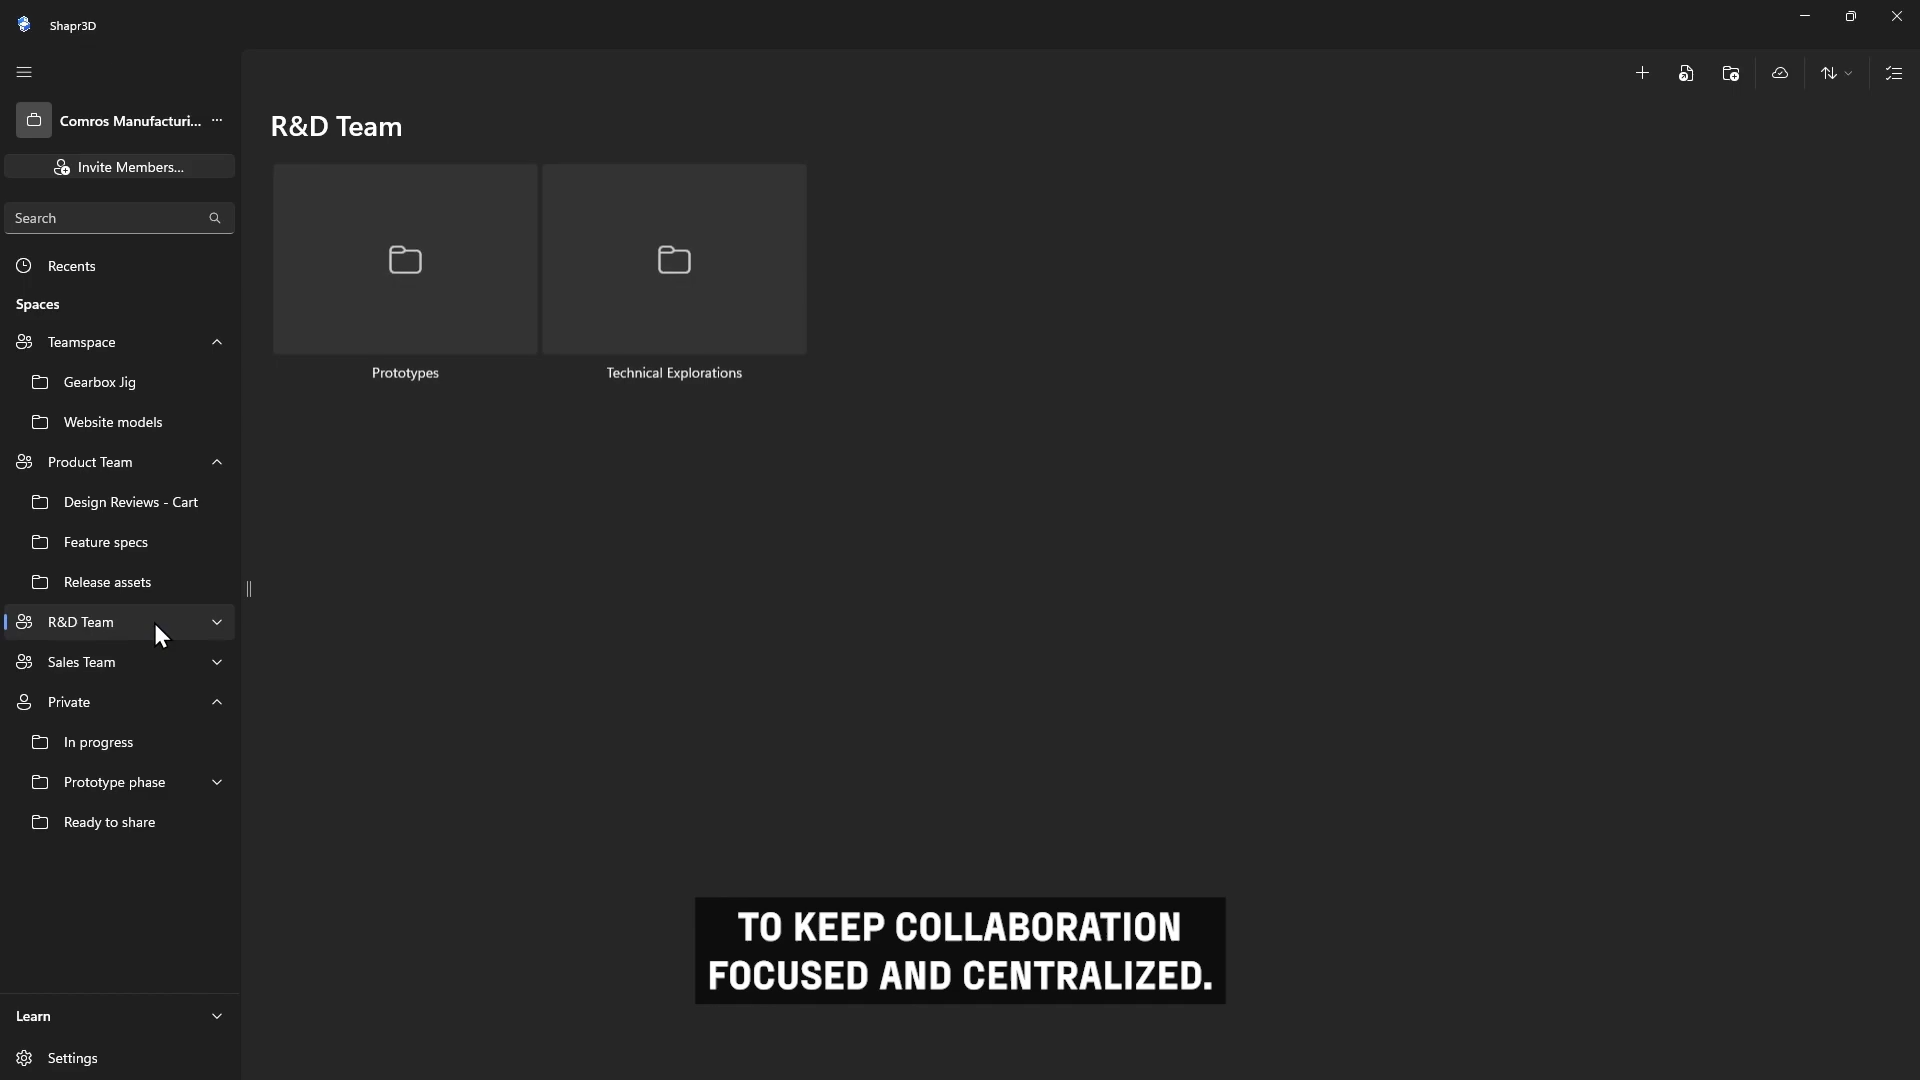 Shapr3D
Comros Manufacturi... ...
Invite Members...
Search
Recents
Spaces
Teamspace
Gearbox Jig
Website models
Product Team
Design Reviews - Cart
Feature specs
Release assets
R&D Team
Sales Team
Private
In progress
Prototype phase
Ready to share
Learn
Settings
R&D Team
Prototypes
Technical Explorations
TO KEEP COLLABORATION
FOCUSED AND CENTRALIZED.